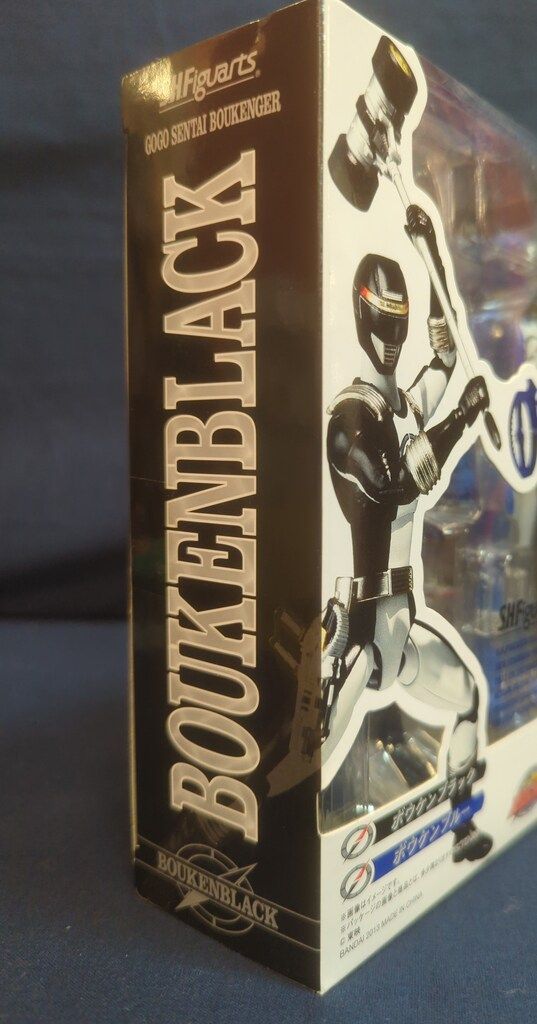 S.H.Figuarts
GOGO SENTAI BOUKENGER
BOUKENBLACK
BOUKENBLACK
ボウケンブラック
ボウケンブルー
※画像はイメージです。
© 東映
BANDAI 2013 MADE IN CHINA